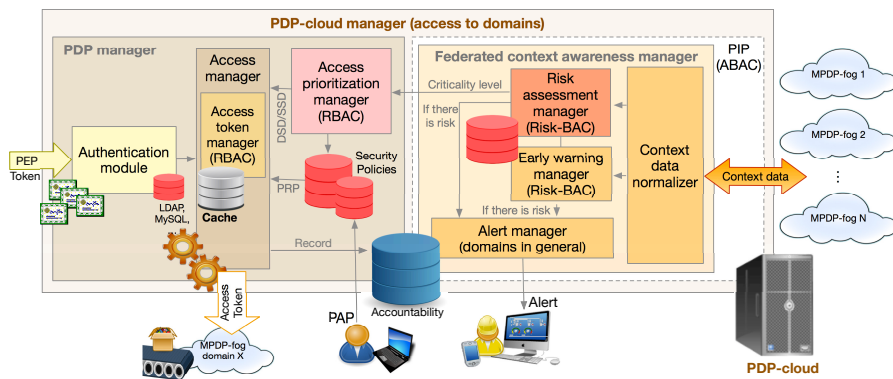 PDP-cloud manager (access to domains)
PDP manager
Access
manager
Access
token
manager
(RBAC)
Access
prioritization
manager
(RBAC)
DSD/SSD
Authentication
module
PEP
Token
LDAP,
MySQL,
...
Cache
PRP
Security
Policies
Record
Accountability
Access
Token
MPDP-fog
domain X
PAP
Federated context awareness manager
Criticality level
If there
is risk
Risk
assessment
manager
(Risk-BAC)
Early warning
manager
(Risk-BAC)
If there is risk
Alert manager
(domains in general)
Alert
Context
data
normalizer
PIP
(ABAC)
Context data
MPDP-fog 1
MPDP-fog 2
⋮
MPDP-fog N
PDP-cloud